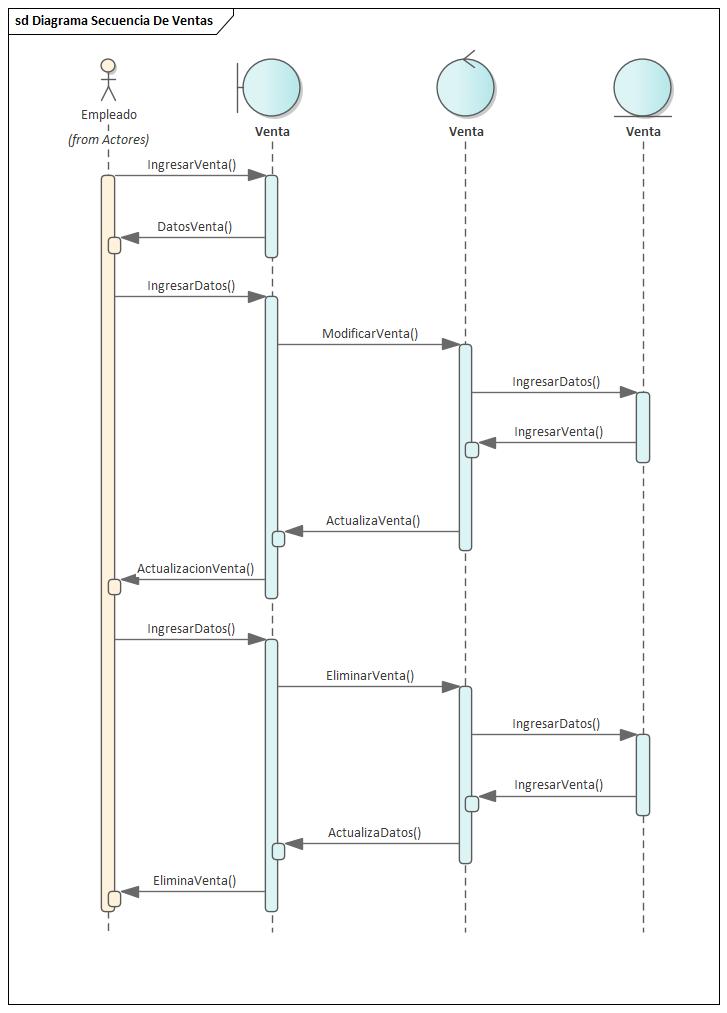 sd Diagrama Secuencia De Ventas
Empleado
(from Actores)
Venta
Venta
Venta
IngresarVenta()
DatosVenta()
IngresarDatos()
ModificarVenta()
IngresarDatos()
IngresarVenta()
ActualizaVenta()
ActualizacionVenta()
IngresarDatos()
EliminarVenta()
IngresarDatos()
IngresarVenta()
ActualizaDatos()
EliminaVenta()